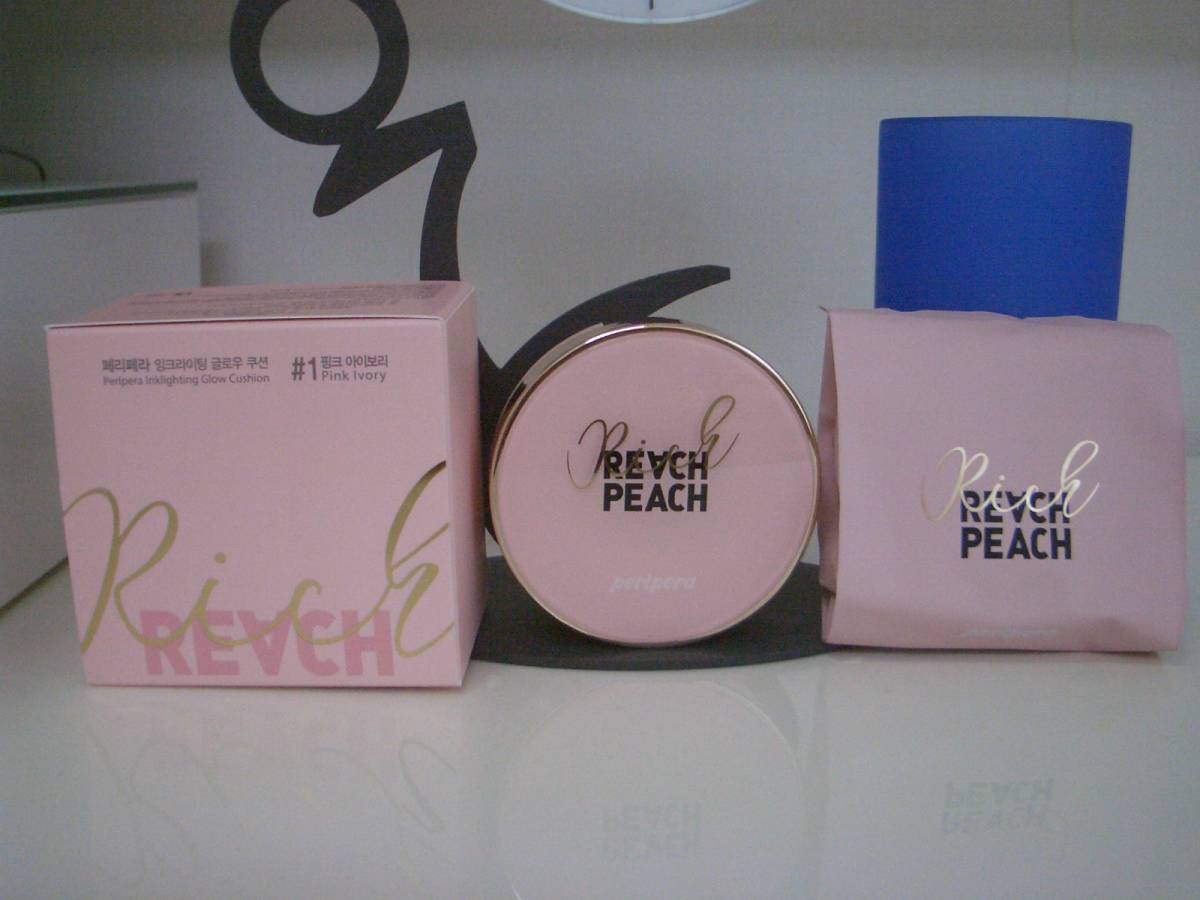 페리페라 잉크라이팅 글로우 쿠션
Peripera Inklighting Glow Cushion
#1 핑크 아이보리
Pink Ivory
Rich
REACH
Rich
REACH
PEACH
peripera
Rich
REACH
PEACH
peripera